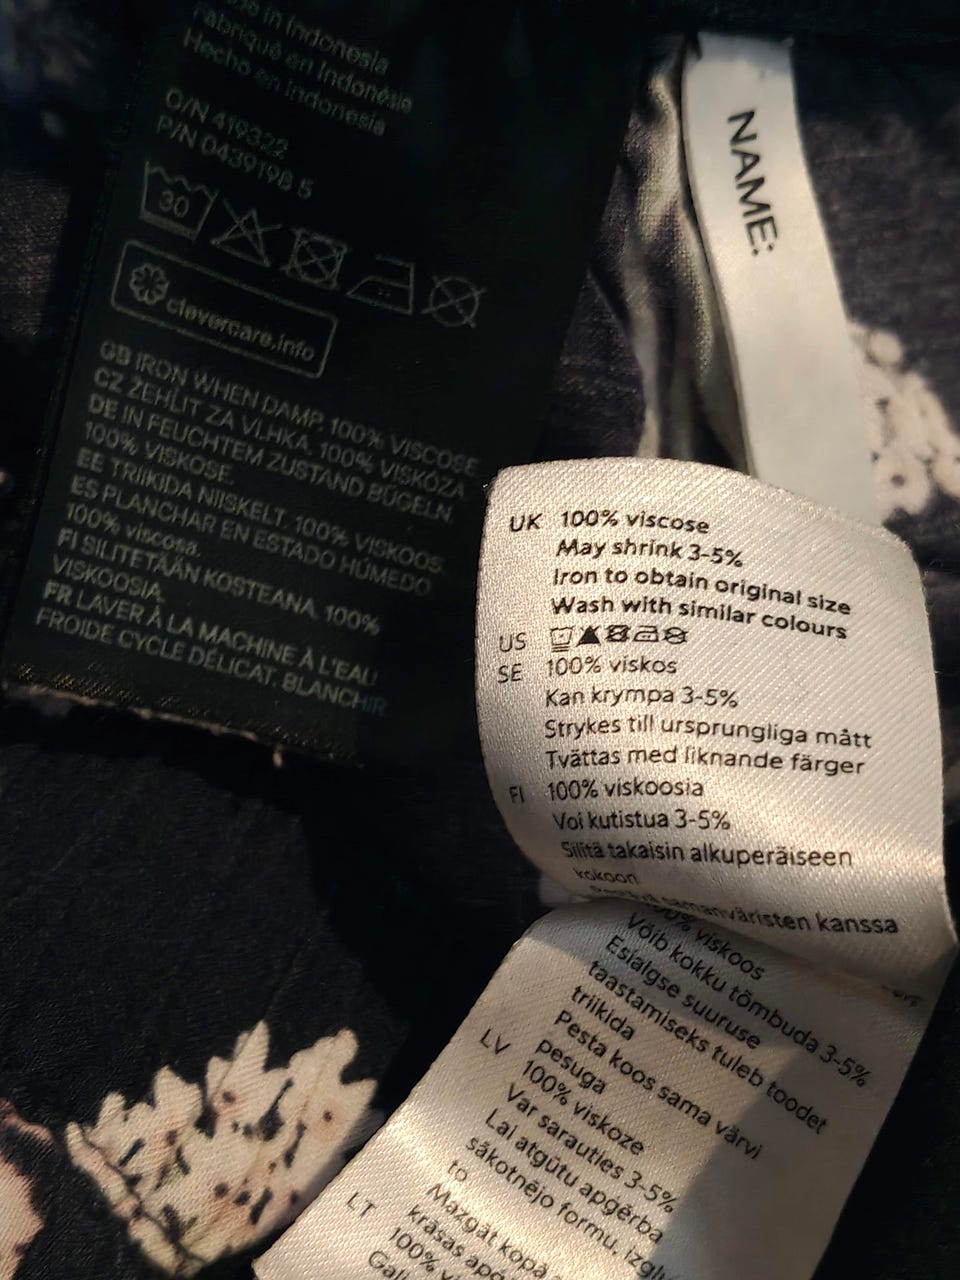 in Indonesia
Fabriqué en Indonésie
Hecho en Indonesia
O/N 419322
P/N 0439198 5
30
clevercare.info
GB IRON WHEN DAMP. 100% VISCOSE
CZ ŽEHLIT ZA VLHKA. 100% VISKÓZA
DE IN FEUCHTEM ZUSTAND BÜGELN.
100% VISKOSE.
EE TRIIKIDA NIISKELT. 100% VISKOOS.
ES PLANCHAR EN ESTADO HÚMEDO
100% viscosa.
FI SILITETÄÄN KOSTEANA. 100%
VISKOOSIA
FR LAVER À LA MACHINE À L'EAU
FROIDE CYCLE DÉLICAT. BLANCHIR
NAME:
UK 100% viscose
May shrink 3-5%
Iron to obtain original size
Wash with similar colours
US
SE 100% viskos
Kan krympa 3-5%
Strykes till ursprungliga mått
Tvättas med liknande färger
FI 100% viskoosia
Voi kutistua 3-5%
Silitä takaisin alkuperäiseen
kokoon
samanväristen kanssa
100% viskoos
Võib kokku tõmbuda 3-5%
Esialgse suuruse
taastamiseks tuleb toodet
triikida
Pesta koos sama värvi
pesuga
LV 100% viskoze
Var sarauties 3-5%
Lai atgūtu apģērba
sākotnējo formu, izglu
to
Mazgāt kopā
krāsas
LT 100%